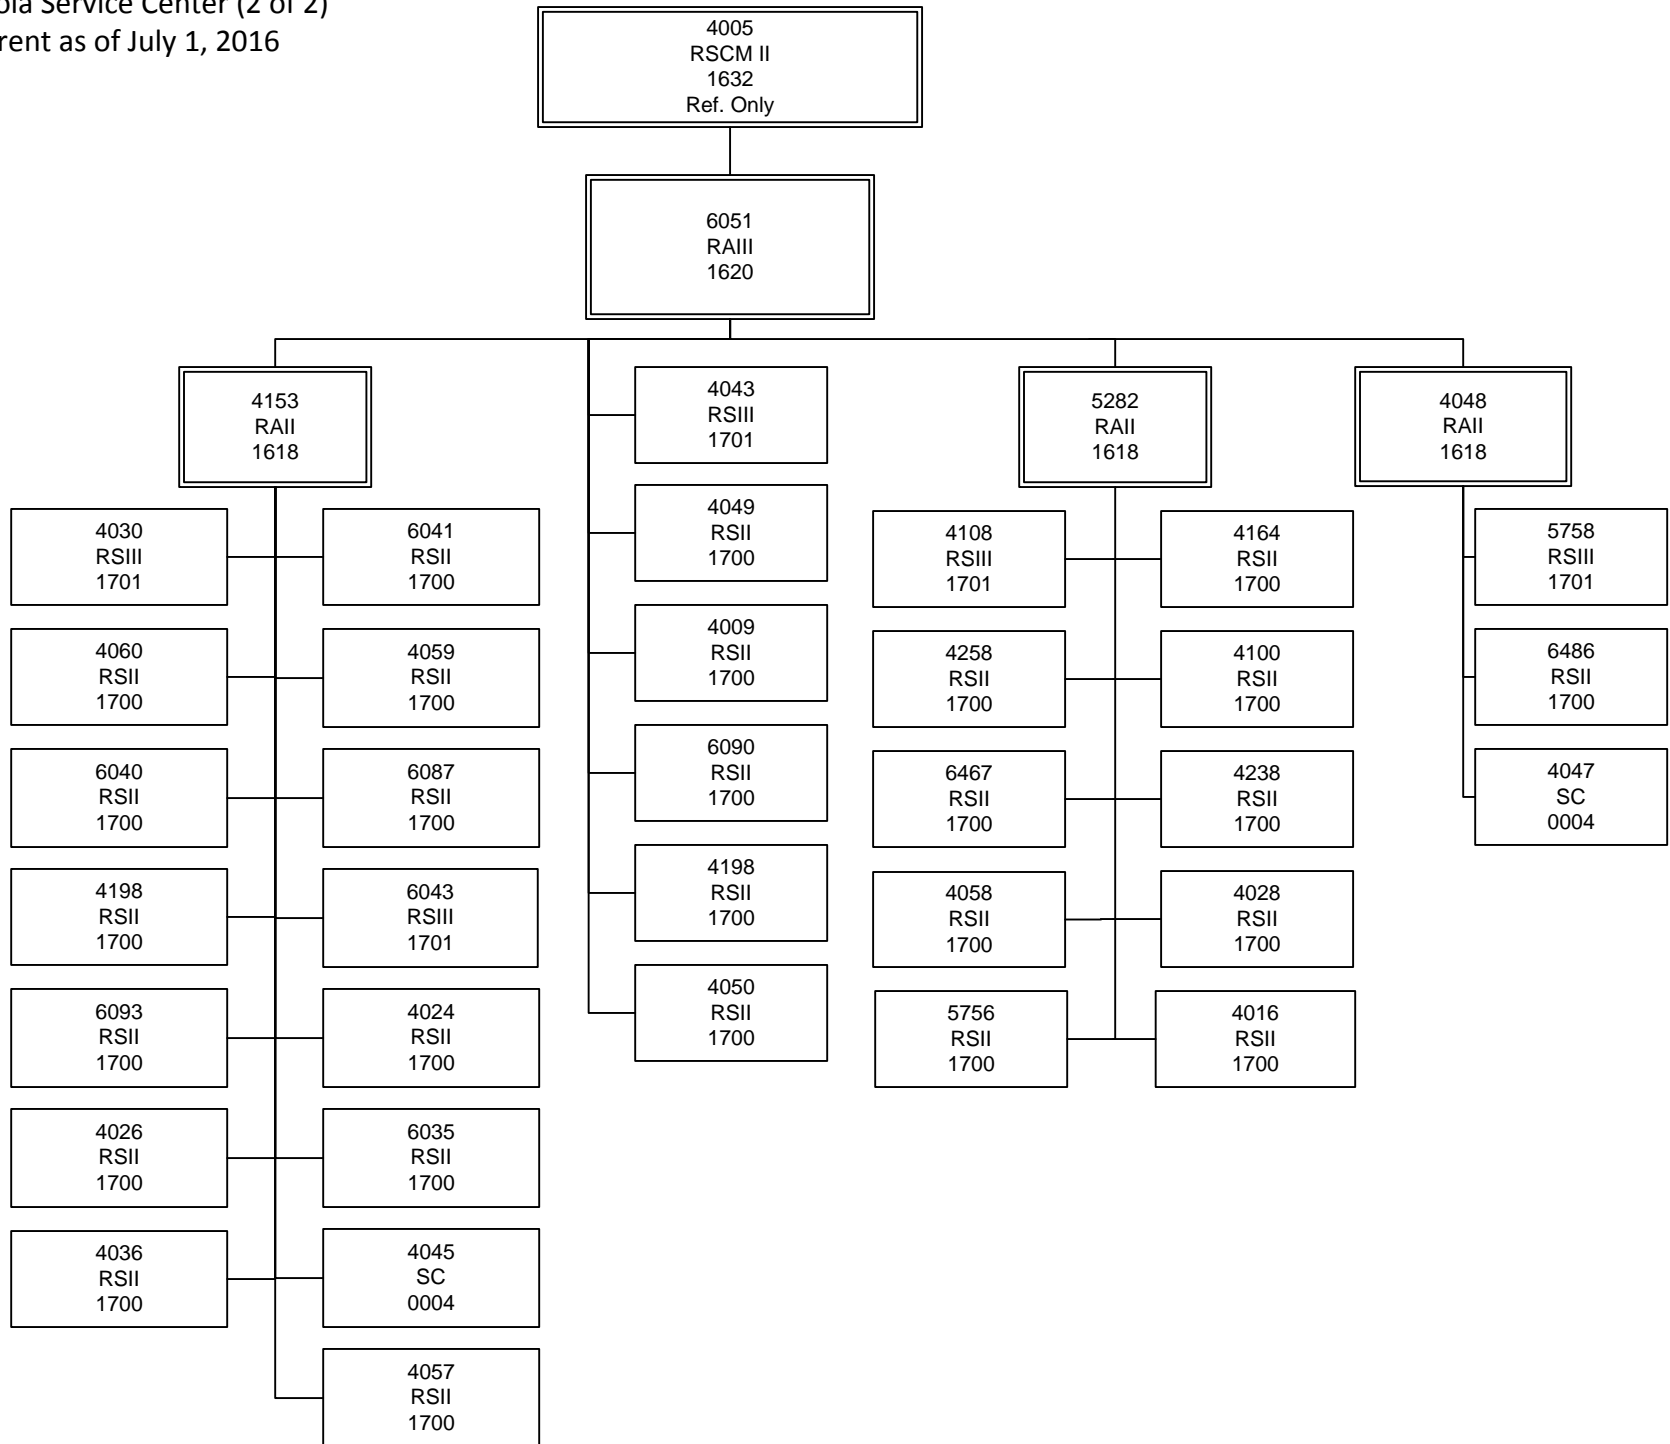 Service Center (2 of 2)
as of July 1, 2016
4005
RSCM II
1632
Ref. Only
6051
RAIII
1620
4153
RAII
1618
4030
RSIII
1701
6041
RSII
1700
4060
RSII
1700
4059
RSII
1700
6040
RSII
1700
6087
RSII
1700
4198
RSII
1700
6043
RSIII
1701
6093
RSII
1700
4024
RSII
1700
4026
RSII
1700
6035
RSII
1700
4036
RSII
1700
4045
SC
0004
4057
RSII
1700
4043
RSIII
1701
4049
RSII
1700
4009
RSII
1700
6090
RSII
1700
4198
RSII
1700
4050
RSII
1700
5282
RAII
1618
4108
RSIII
1701
4164
RSII
1700
4258
RSII
1700
4100
RSII
1700
6467
RSII
1700
4238
RSII
1700
4058
RSII
1700
4028
RSII
1700
5756
RSII
1700
4016
RSII
1700
4048
RAII
1618
5758
RSIII
1701
6486
RSII
1700
4047
SC
0004